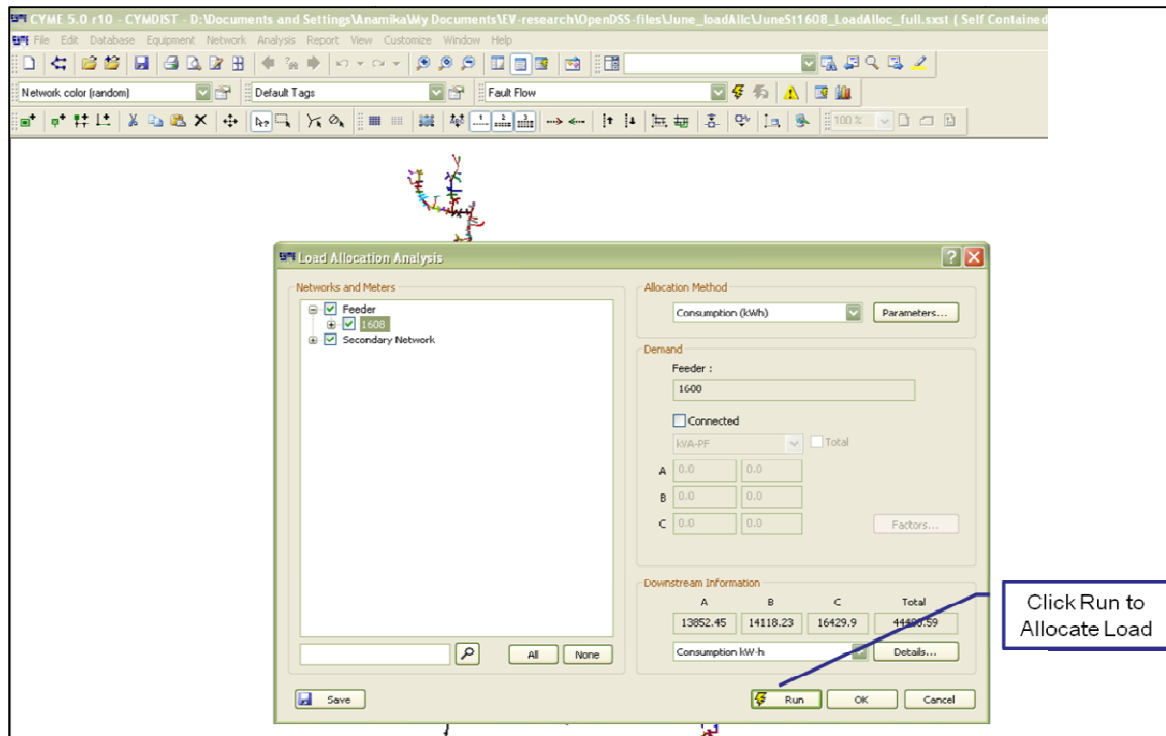 CYME 5.0 r10 - CYMDIST - D:\Documents and Settings\Anamika\My Documents\EV-research\OpenDSS-files\June_loadAllc\JuneSt1608_LoadAlloc_full.sxst ( Self Contained
File Edit Database Equipment Network Analysis Report View Customize Window Help
Network color (random) Default Tags Fault Flow
100 %
Load Allocation Analysis
Networks and Meters
Feeder
1608
Secondary Network
All None
Save
Allocation Method
Consumption (kWh) Parameters...
Demand
Feeder :
1608
Connected
kVA-PF Total
A 0.0 0.0
B 0.0 0.0
C 0.0 0.0
Factors...
Downstream Information
A B C Total
13852.45 14118.23 16429.9
Consumption kW-h Details...
Run OK Cancel
Click Run to
Allocate Load